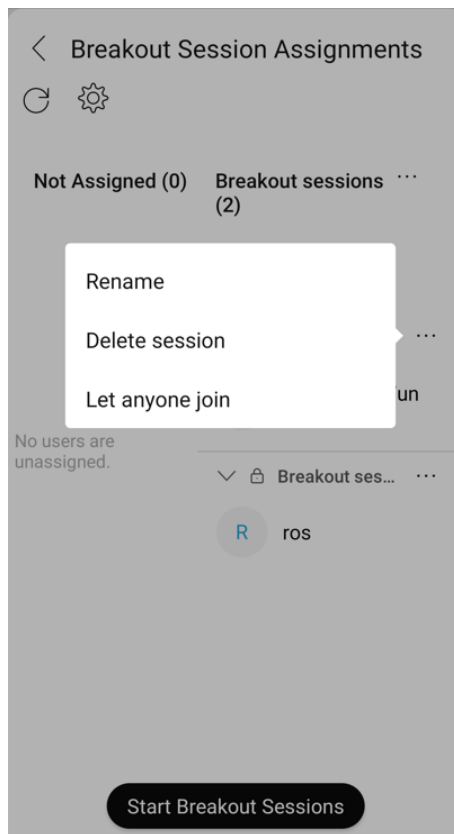 Breakout Session Assignments
Not Assigned (0)
Breakout sessions ...
(2)
Rename
Delete session
...
Let anyone join
No users are
unassigned.
Breakout ses... ...
R ros
Start Breakout Sessions